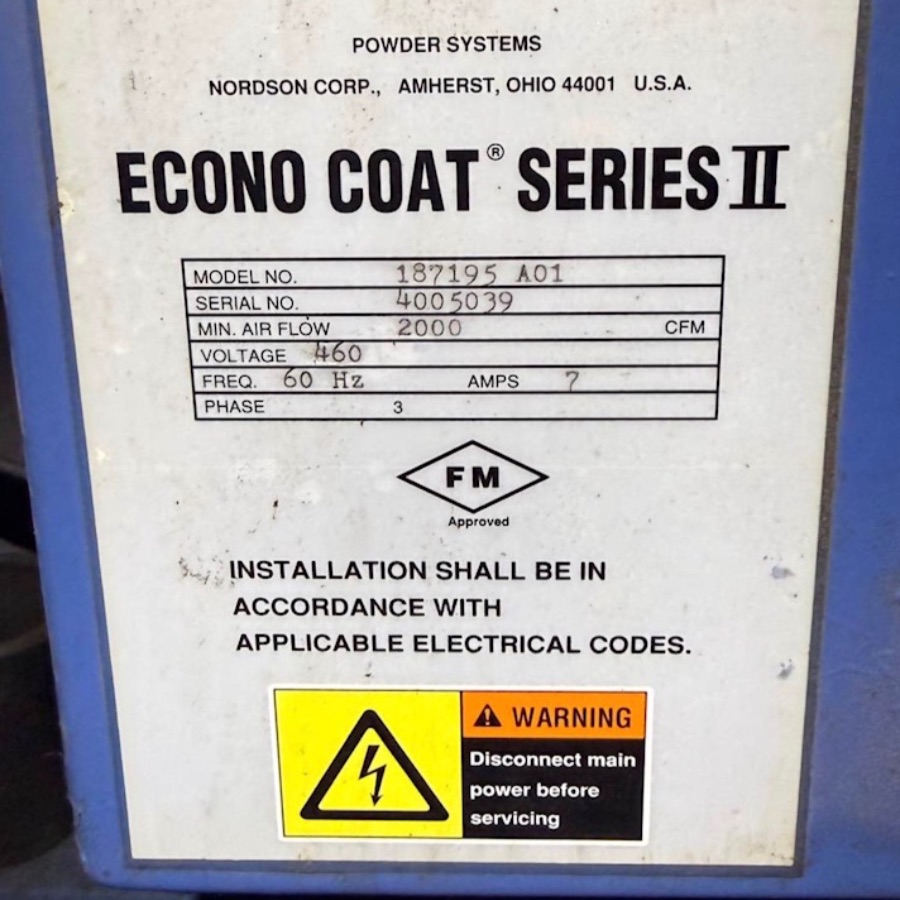 POWDER SYSTEMS
NORDSON CORP., AMHERST, OHIO 44001 U.S.A.
ECONO COAT® SERIES II
MODEL NO. 187195 A01
SERIAL NO. 4005039
MIN. AIR FLOW 2000 CFM
VOLTAGE 460
FREQ. 60 Hz AMPS 7
PHASE 3
FM
Approved
INSTALLATION SHALL BE IN
ACCORDANCE WITH
APPLICABLE ELECTRICAL CODES.
WARNING
Disconnect main
power before
servicing